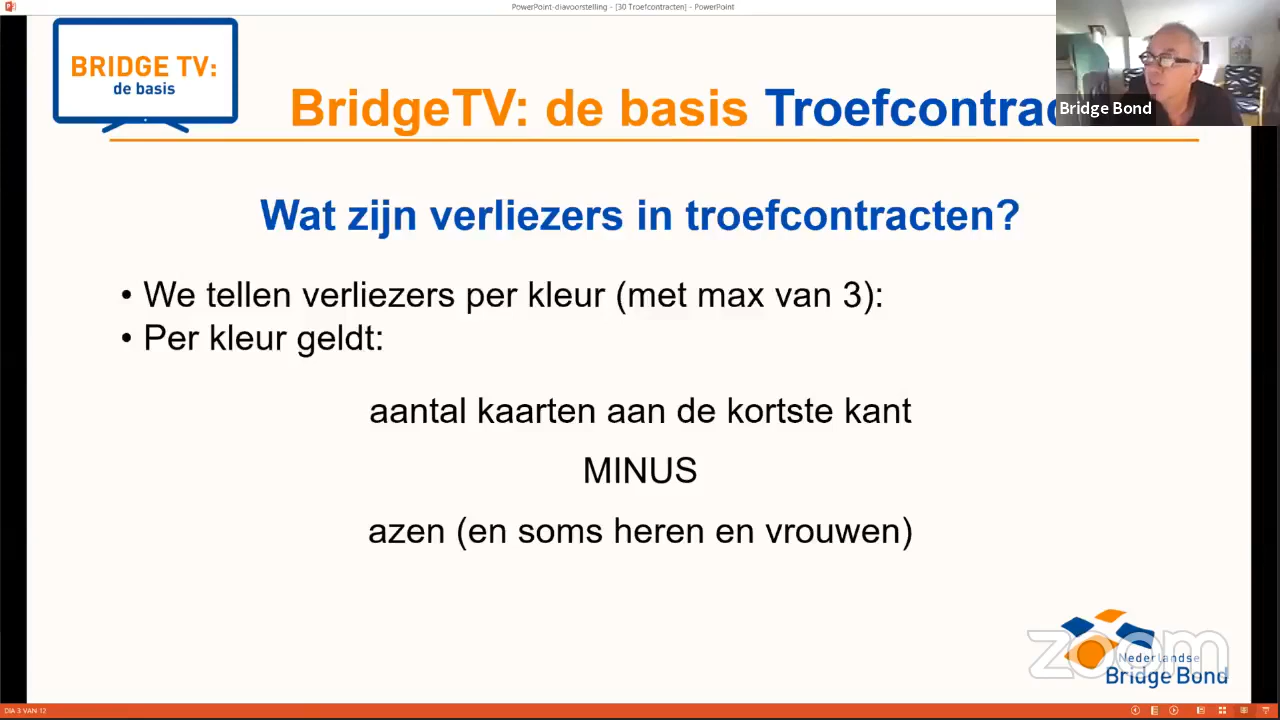 PowerPoint-diavoorstelling - [30 Troefcontracten] - PowerPoint
BRIDGE TV:
de basis
BridgeTV: de basis Troefcontrac
Bridge Bond
Wat zijn verliezers in troefcontracten?
• We tellen verliezers per kleur (met max van 3):
• Per kleur geldt:
aantal kaarten aan de kortste kant
MINUS
azen (en soms heren en vrouwen)
zoom
Nederlandse
Bridge Bond
DIA 3 VAN 12